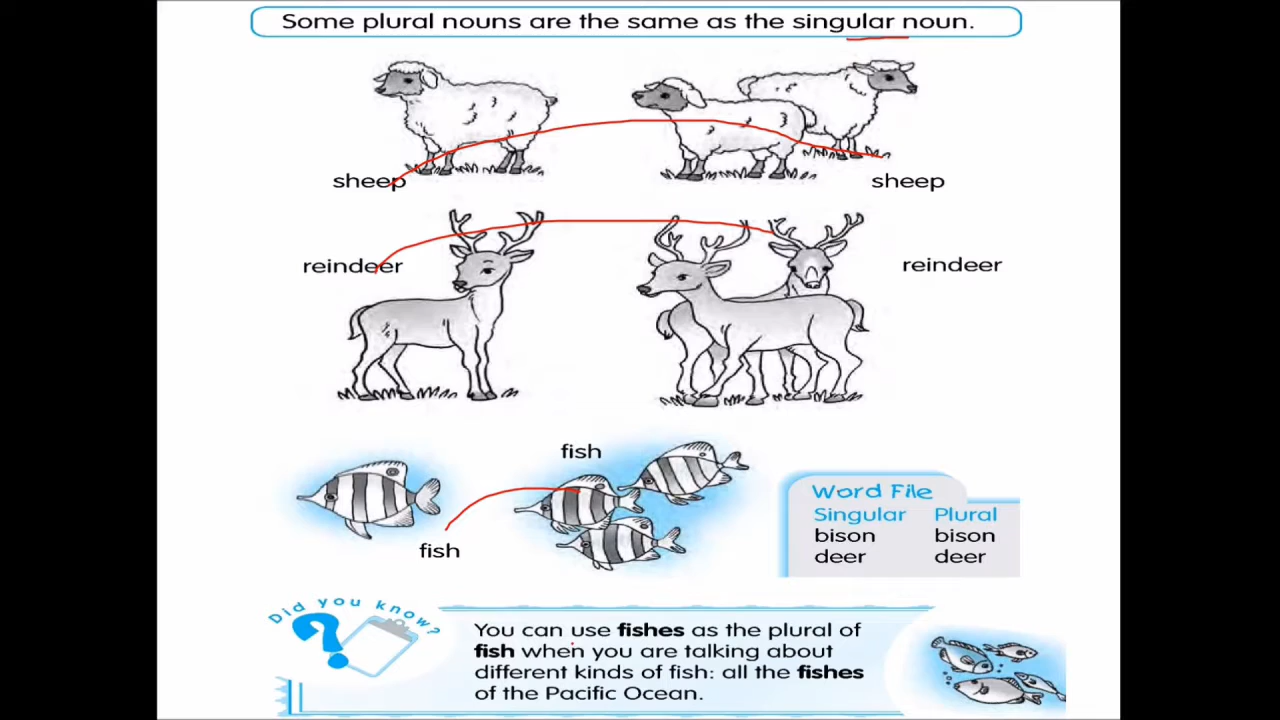 Some plural nouns are the same as the singular noun.
sheep
sheep
reindeer
reindeer
fish
fish
Word File
Singular Plural
bison bison
deer deer
Did you know?
?
You can use fishes as the plural of
fish when you are talking about
different kinds of fish: all the fishes
of the Pacific Ocean.